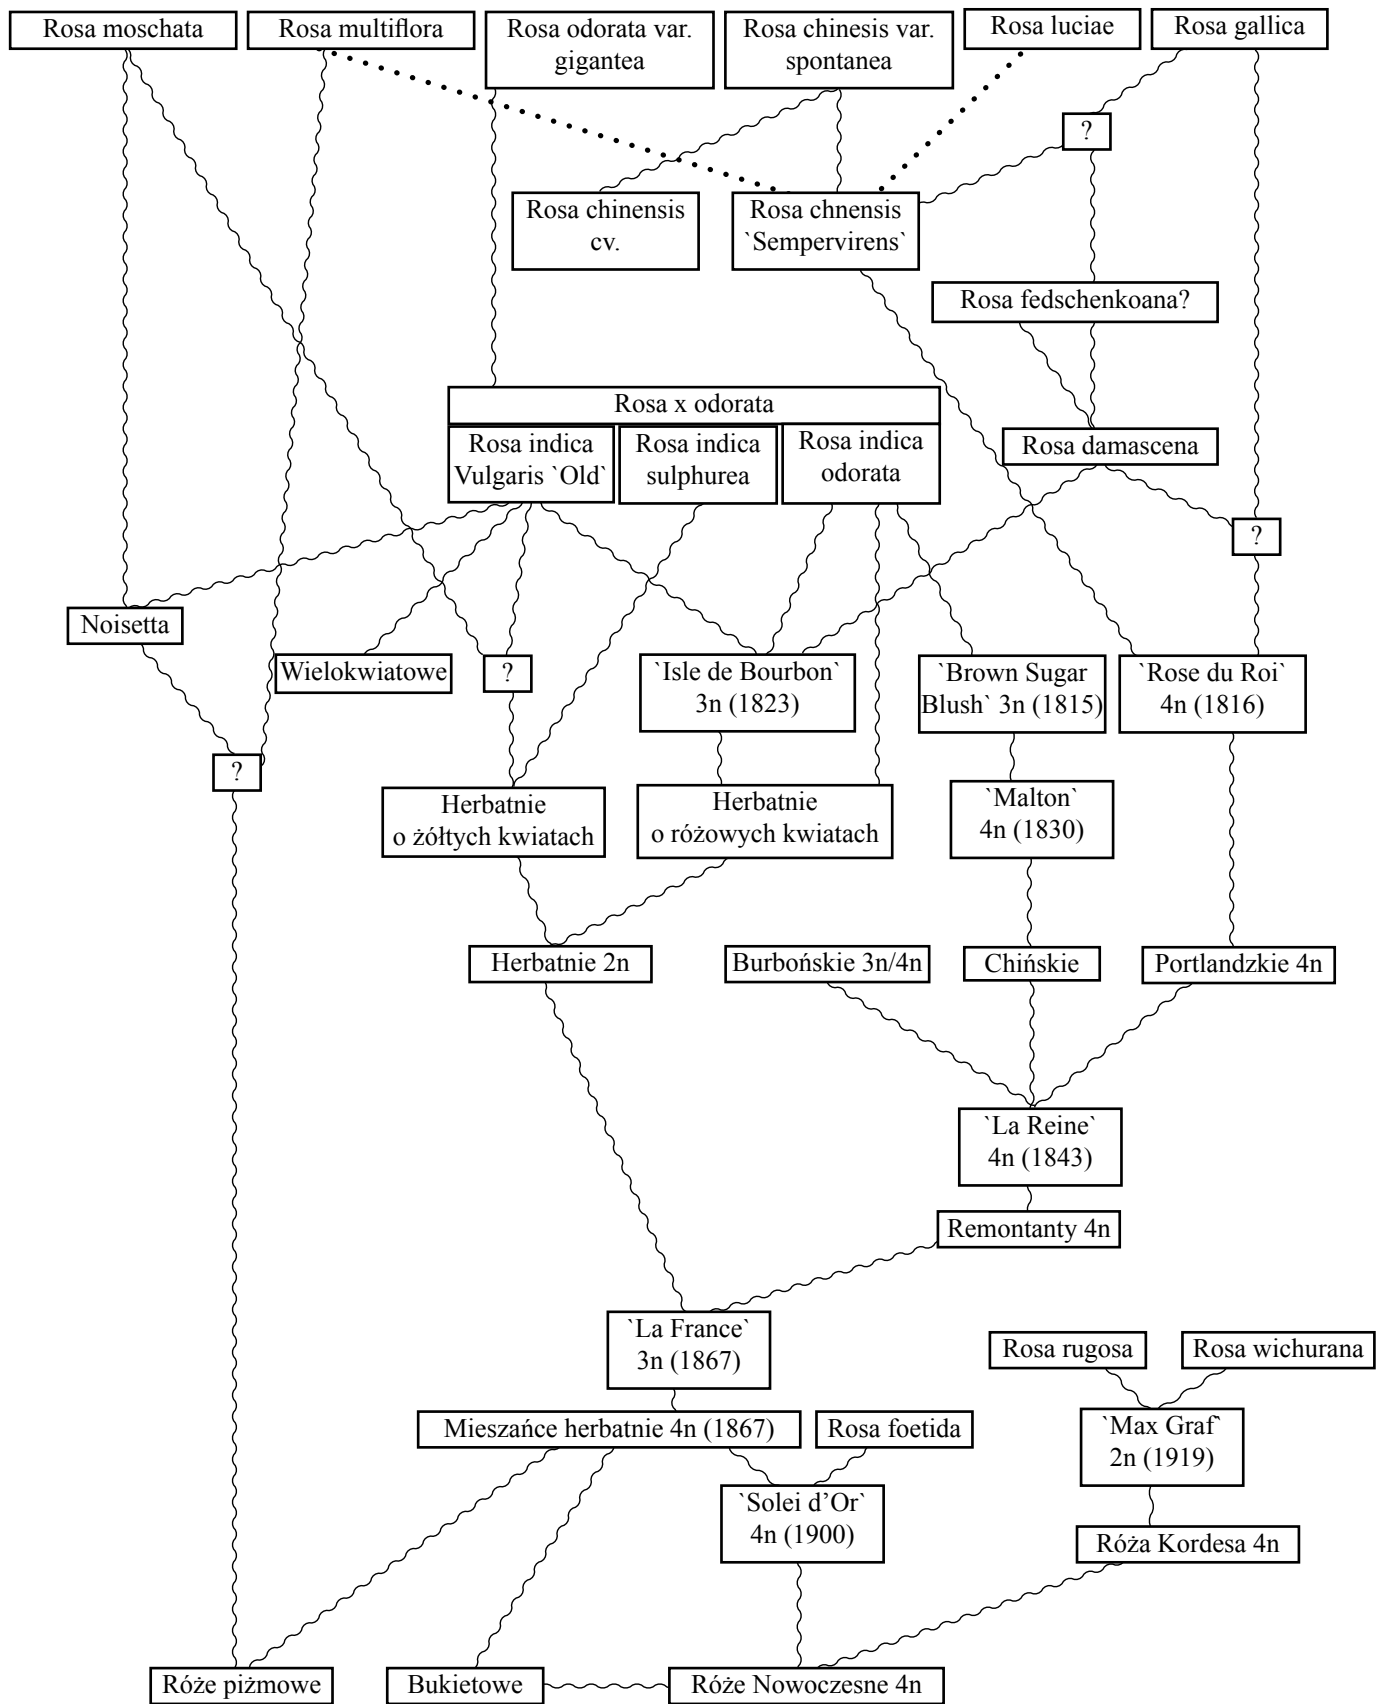 Rosa moschata
Rosa multiflora
Rosa odorata var.
gigantea
Rosa chinesis var.
spontanea
Rosa luciae
Rosa gallica
?
Rosa chinensis
cv.
Rosa chnensis
`Sempervirens`
Rosa fedschenkoana?
Rosa x odorata
Rosa indica
Vulgaris `Old`
Rosa indica
sulphurea
Rosa indica
odorata
Rosa damascena
?
Noisetta
Wielokwiatowe
?
`Isle de Bourbon`
3n (1823)
`Brown Sugar
Blush` 3n (1815)
`Rose du Roi`
4n (1816)
?
Herbatnie
o żółtych kwiatach
Herbatnie
o różowych kwiatach
`Malton`
4n (1830)
Herbatnie 2n
Burbońskie 3n/4n
Chińskie
Portlandzkie 4n
`La Reine`
4n (1843)
Remontanty 4n
`La France`
3n (1867)
Rosa rugosa
Rosa wichurana
Mieszańce herbatnie 4n (1867)
Rosa foetida
`Max Graf`
2n (1919)
`Solei d’Or`
4n (1900)
Róża Kordesa 4n
Róże piżmowe
Bukietowe
Róże Nowoczesne 4n